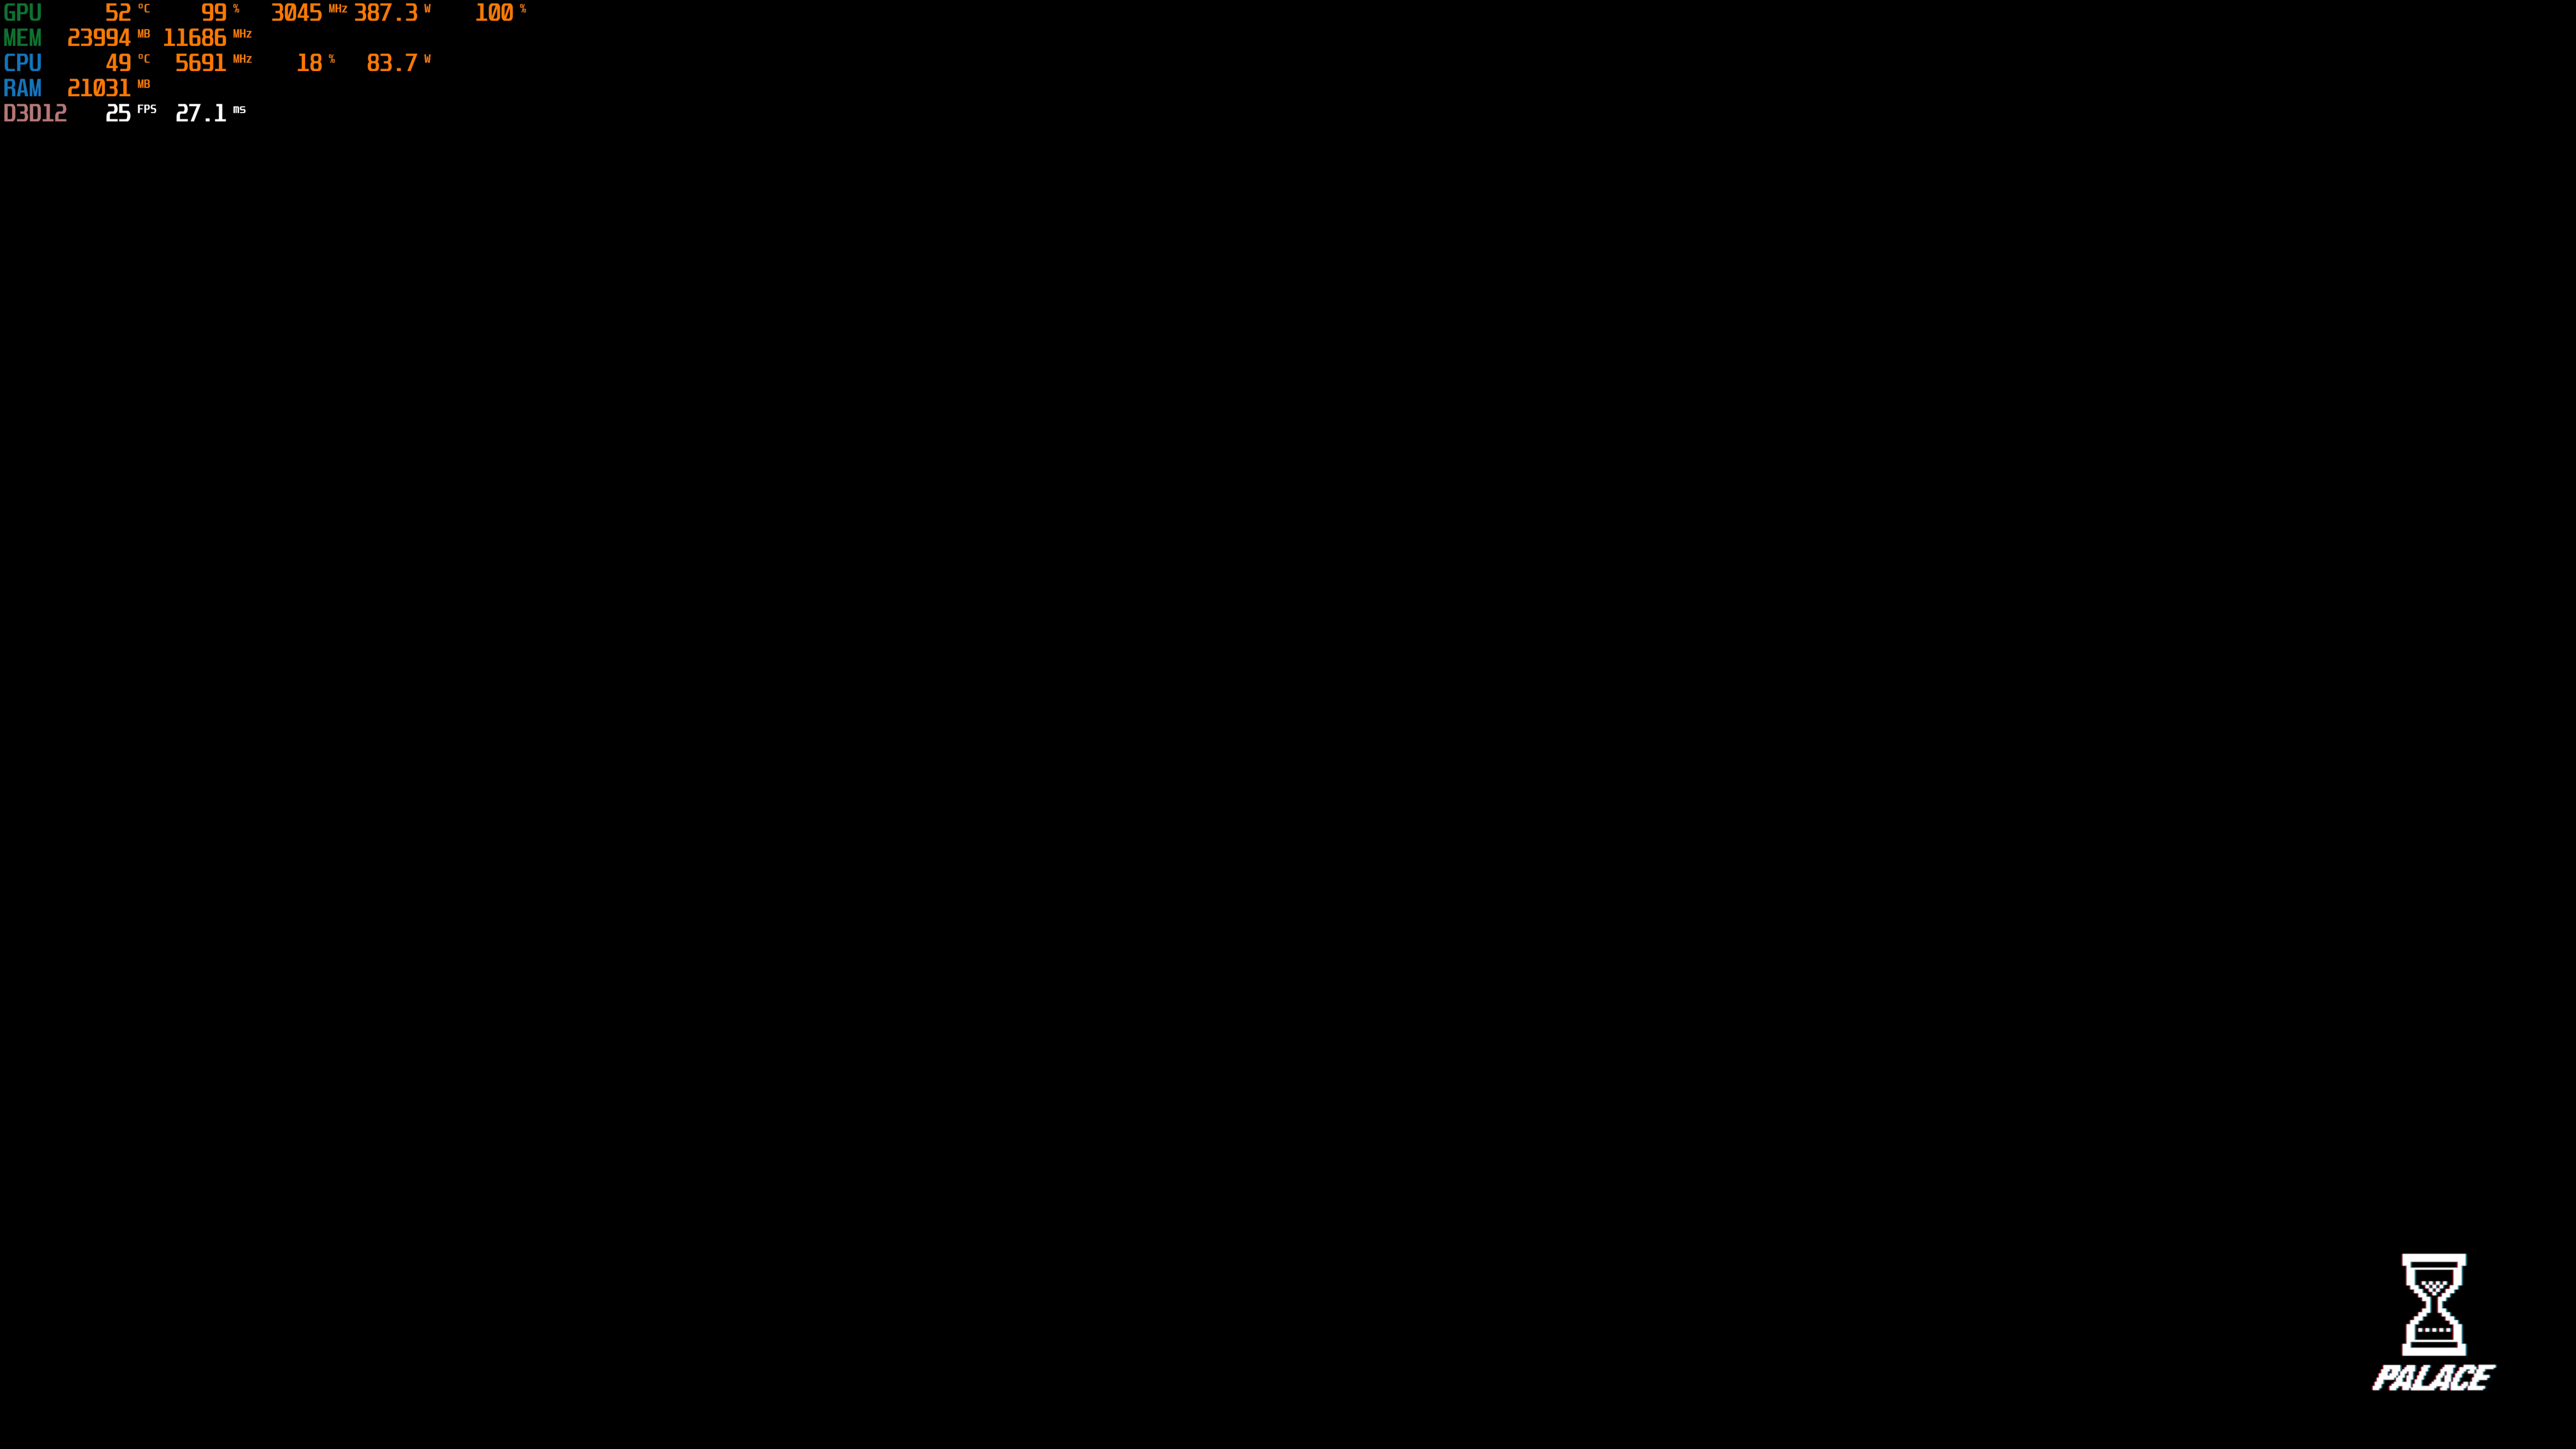 GPU 52 °C 99 % 3045 MHz 387.3 W 100 %
MEM 23994 MB 11686 MHz
CPU 49 °C 5691 MHz 18 % 83.7 W
RAM 21031 MB
D3D12 25 FPS 27.1 ms
PALACE